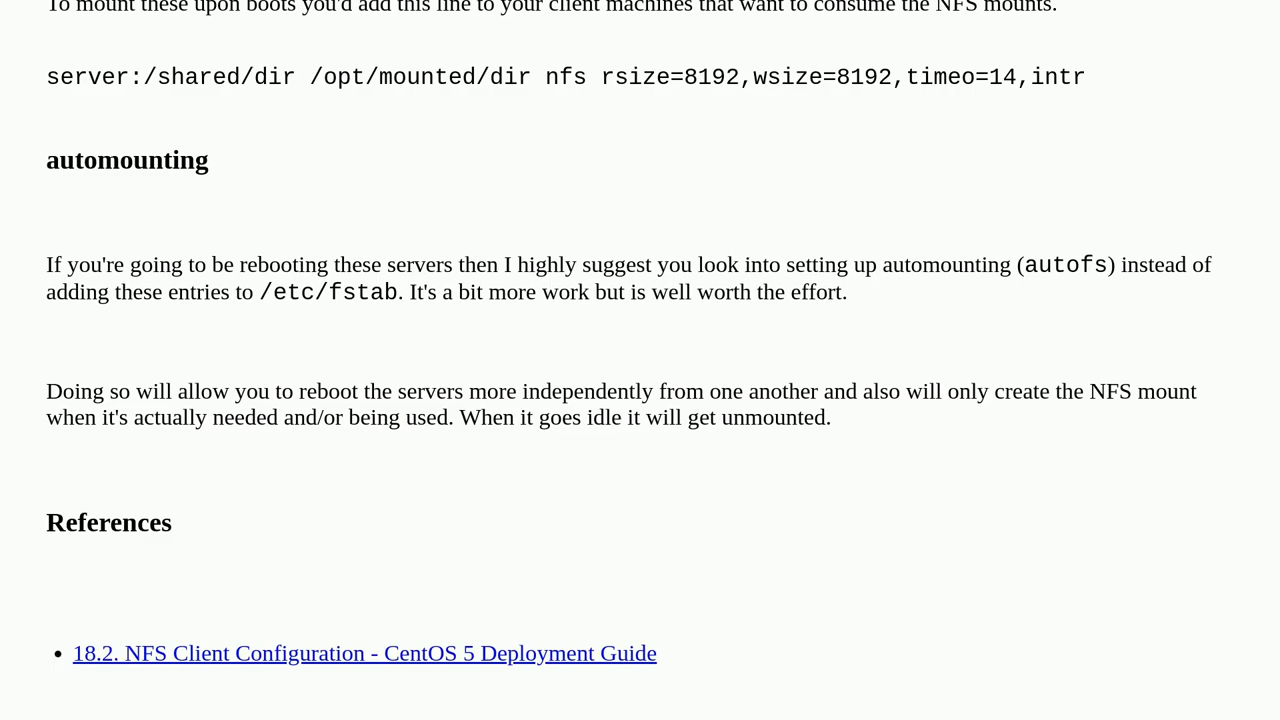 To mount these upon boots you'd add this line to your client machines that want to consume the NFS mounts.
server:/shared/dir /opt/mounted/dir nfs rsize=8192,wsize=8192,timeo=14,intr
automounting
If you're going to be rebooting these servers then I highly suggest you look into setting up automounting (autofs) instead of
adding these entries to /etc/fstab. It's a bit more work but is well worth the effort.
Doing so will allow you to reboot the servers more independently from one another and also will only create the NFS mount
when it's actually needed and/or being used. When it goes idle it will get unmounted.
References
• 18.2. NFS Client Configuration - CentOS 5 Deployment Guide